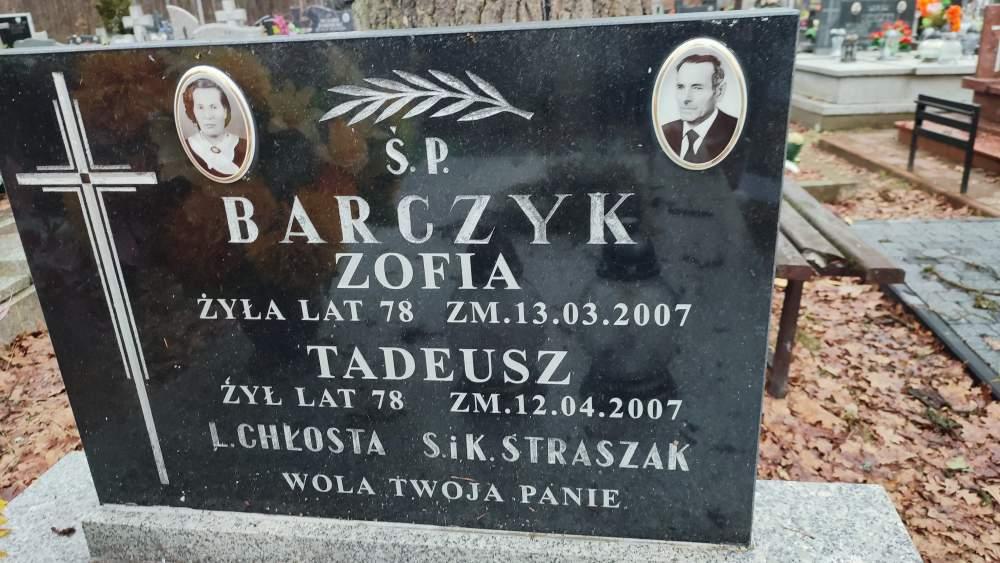 Ś.P.
BARCZYK
ZOFIA
ŻYŁA LAT 78 ZM.13.03.2007
TADEUSZ
ŻYŁ LAT 78 ZM.12.04.2007
L.CHŁOSTA S.iK.STRASZAK
WOLA TWOJA PANIE